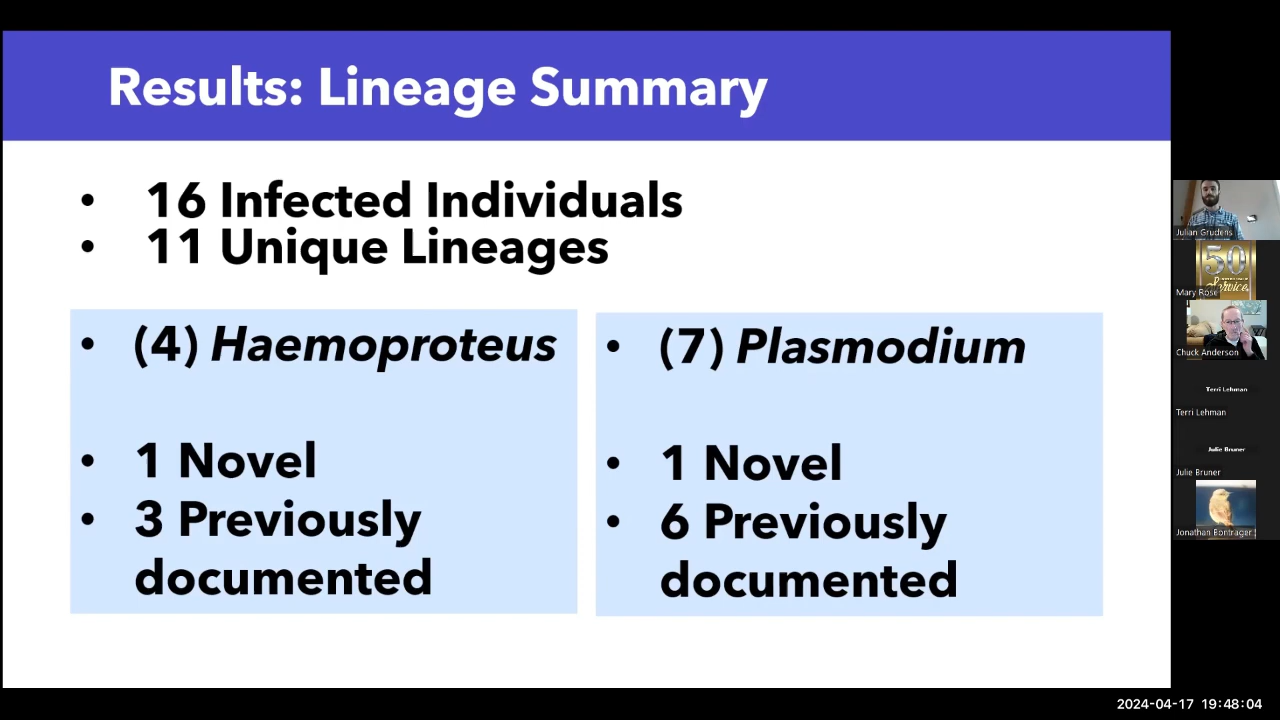 Results: Lineage Summary
• 16 Infected Individuals
• 11 Unique Lineages
• (4) Haemoproteus
• 1 Novel
• 3 Previously
documented
• (7) Plasmodium
• 1 Novel
• 6 Previously
documented
Julian Grudens
50
Service
Mary Rose
Chuck Anderson
Terri Lehman
Terri Lehman
Julie Bruner
Julie Bruner
Jonathan Bontrager
2024-04-17 19:48:04